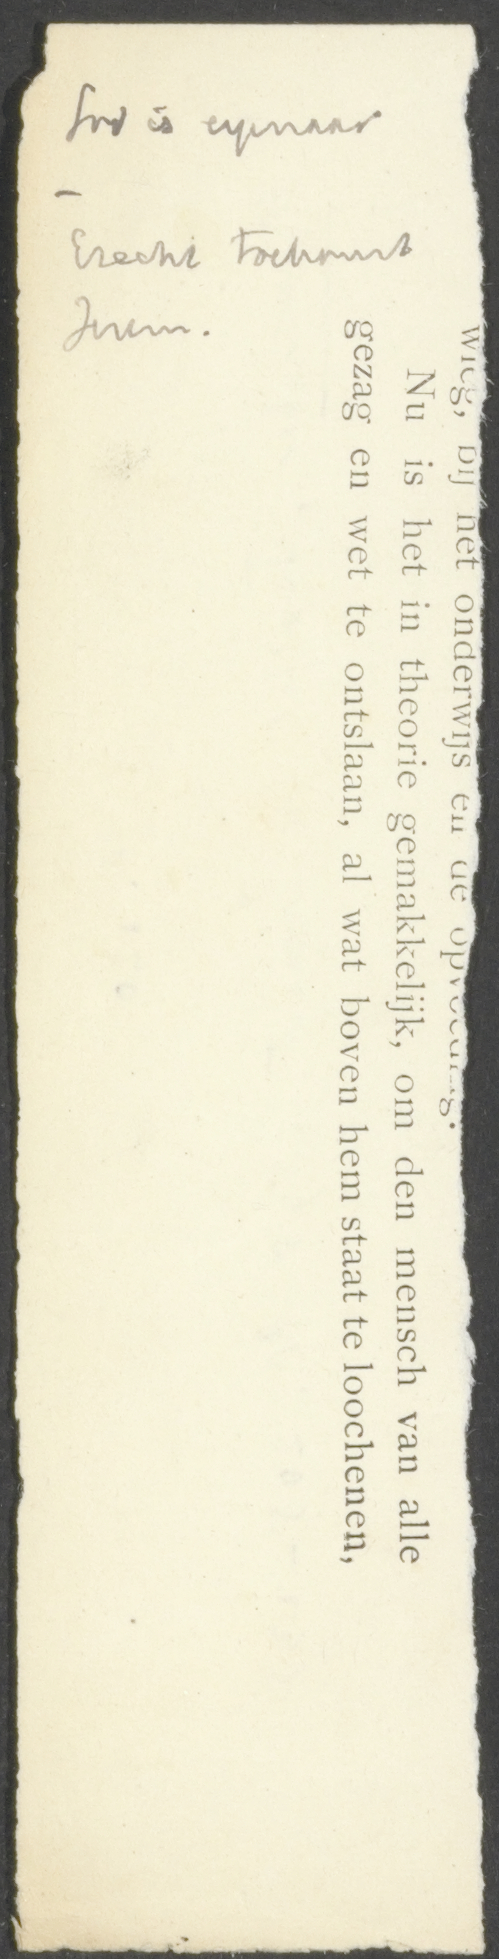 God is eigenaar
—
toekomst
Jerem.
wieg, bij het onderwijs en de opvoeding.
Nu is het in theorie gemakkelijk, om den mensch van alle
gezag en wet te ontslaan, al wat boven hem staat te loochenen,